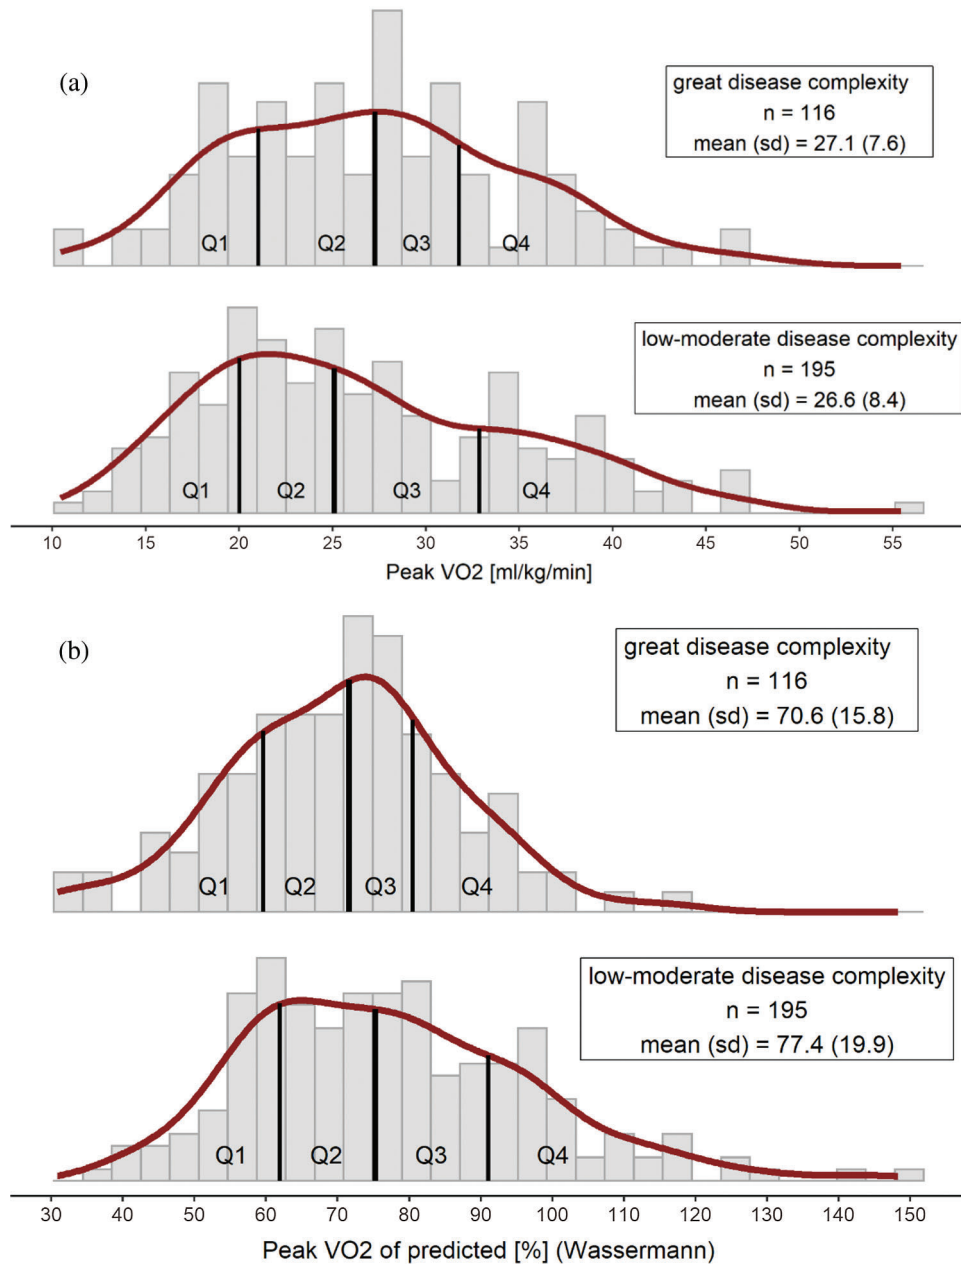 (a)
great disease complexity
n = 116
mean (sd) = 27.1 (7.6)
Q1 Q2 Q3 Q4
low-moderate disease complexity
n = 195
mean (sd) = 26.6 (8.4)
Q1 Q2 Q3 Q4
10 15 20 25 30 35 40 45 50 55
Peak VO2 [ml/kg/min]
(b)
great disease complexity
n = 116
mean (sd) = 70.6 (15.8)
Q1 Q2 Q3 Q4
low-moderate disease complexity
n = 195
mean (sd) = 77.4 (19.9)
Q1 Q2 Q3 Q4
30 40 50 60 70 80 90 100 110 120 130 140 150
Peak VO2 of predicted [%] (Wassermann)